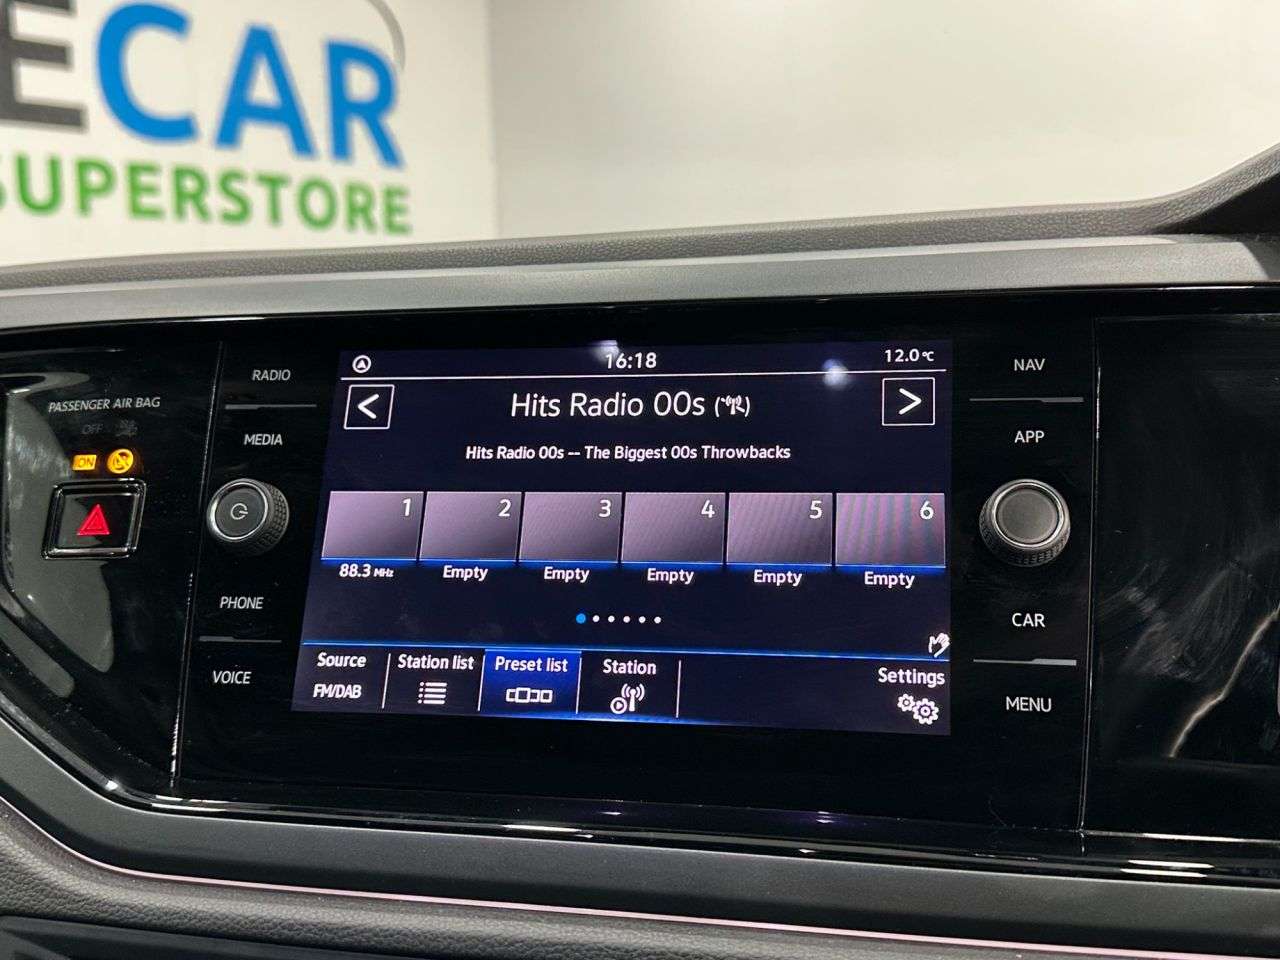 ECAR
SUPERSTORE
PASSENGER AIR BAG
OFF
ON
RADIO
MEDIA
PHONE
VOICE
16:18
12.0°C
< Hits Radio 00s >
Hits Radio 00s -- The Biggest 00s Throwbacks
1 2 3 4 5 6
88.3 MHz Empty Empty Empty Empty Empty
Source Station list Preset list Station Settings
FM/DAB
NAV
APP
CAR
MENU